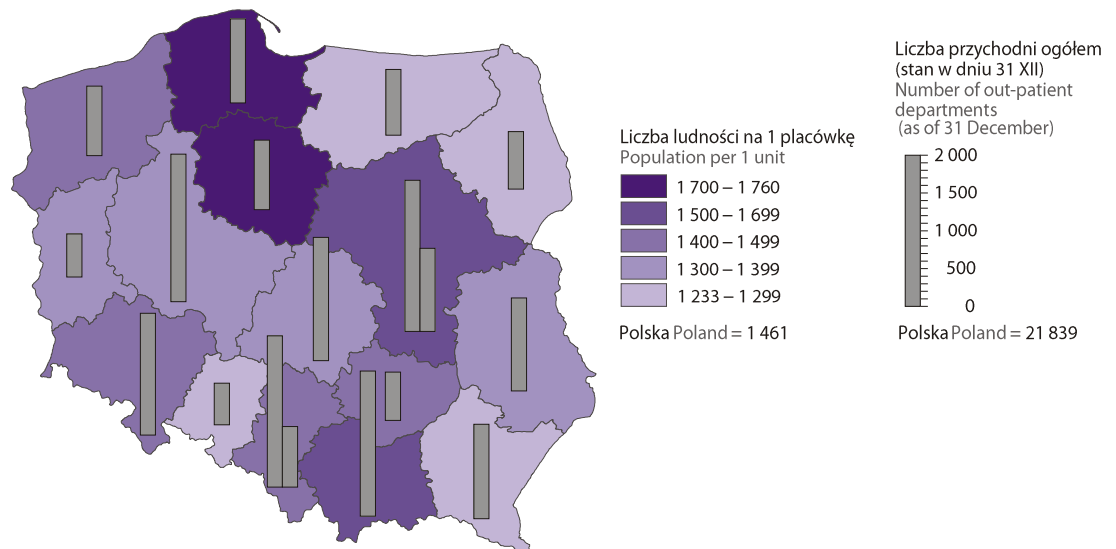 Liczba ludności na 1 placówkę
Population per 1 unit
1 700 – 1 760
1 500 – 1 699
1 400 – 1 499
1 300 – 1 399
1 233 – 1 299
Polska Poland = 1 461
Liczba przychodni ogółem
(stan w dniu 31 XII)
Number of out-patient
departments
(as of 31 December)
2 000
1 500
1 000
500
0
Polska Poland = 21 839